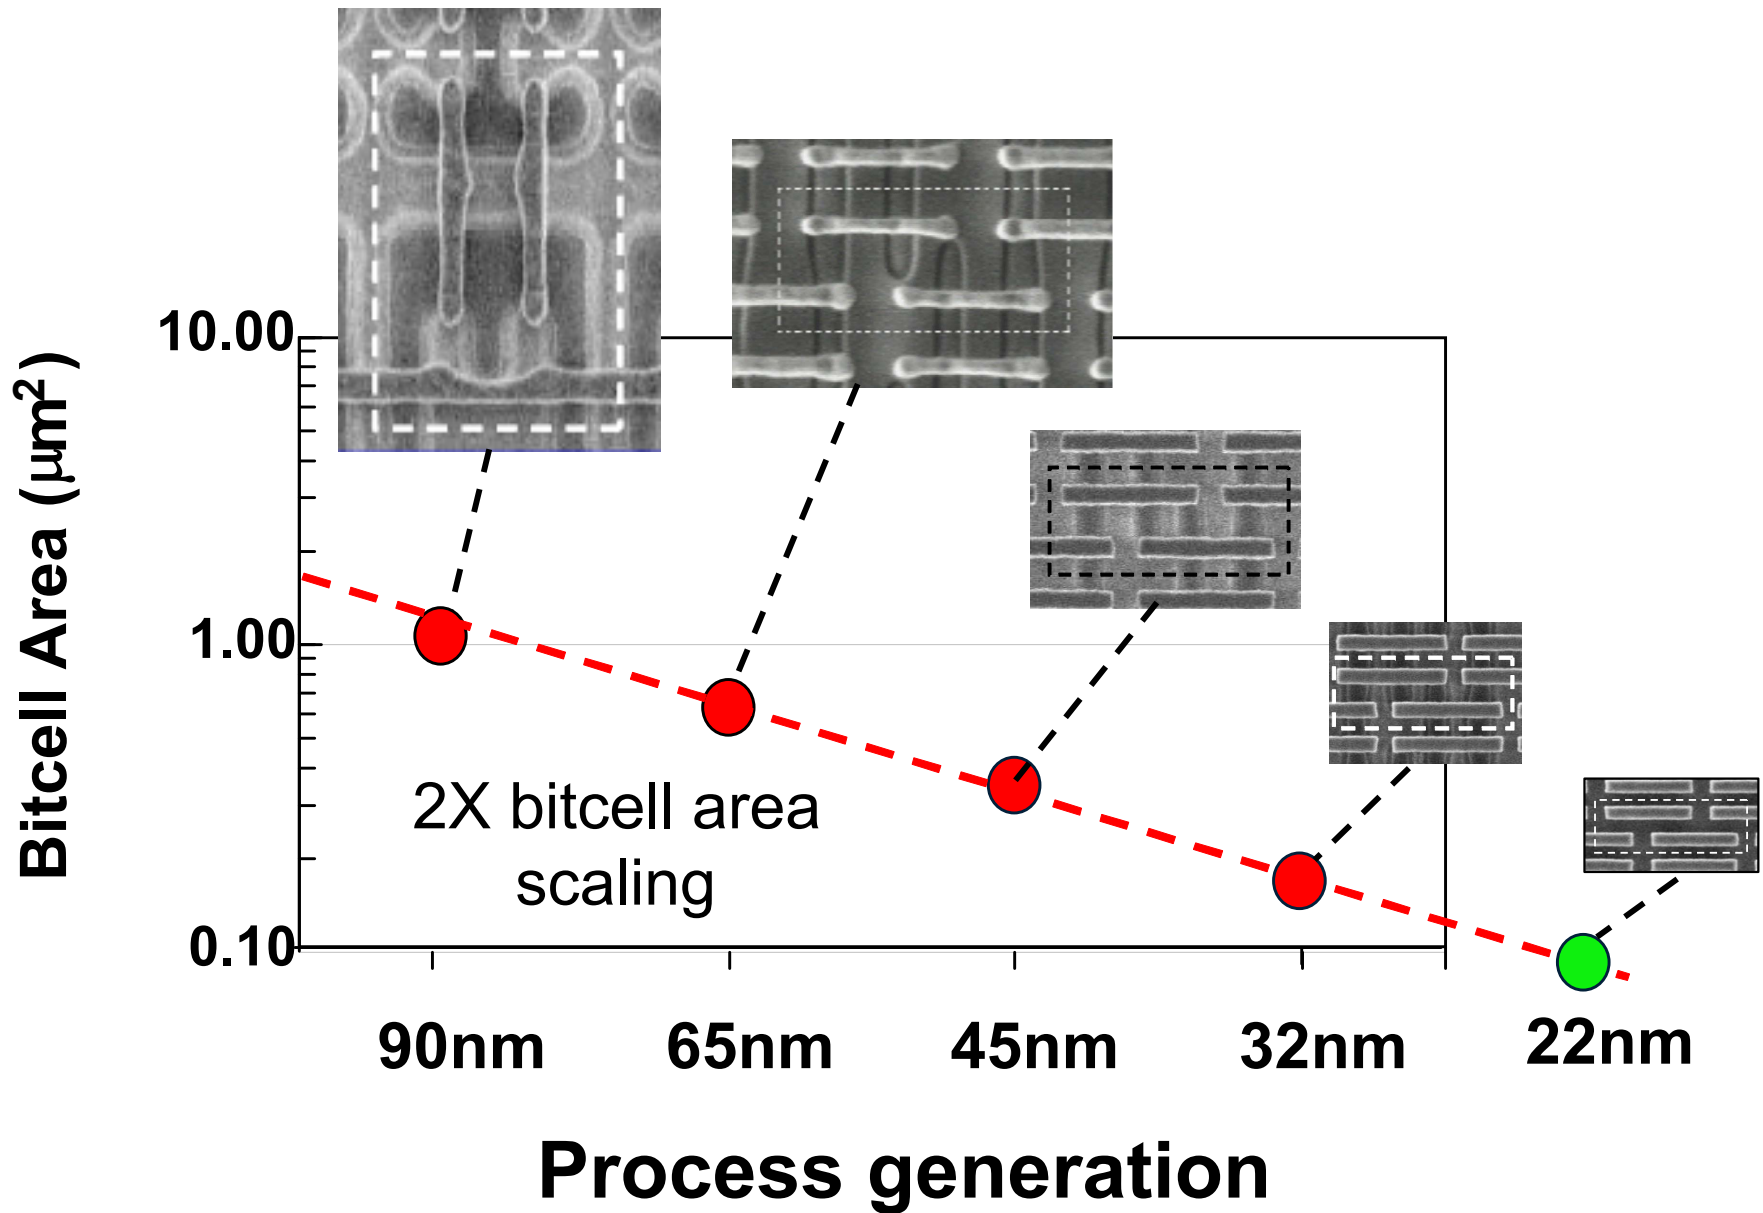 Bitcell Area (μm²)
10.00
1.00
0.10
2X bitcell area
scaling
90nm
65nm
45nm
32nm
22nm
Process generation